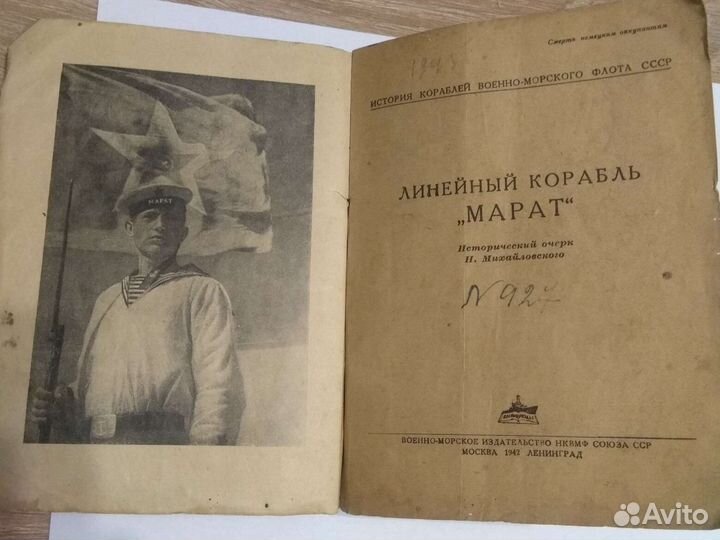 МАРАТ
Смерть немецким оккупантам
1943
ИСТОРИЯ КОРАБЛЕЙ ВОЕННО-МОРСКОГО ФЛОТА СССР
ЛИНЕЙНЫЙ КОРАБЛЬ
„МАРАТ“
Исторический очерк
Н. Михайловского
ВОЕННО-МОРСКОЕ ИЗДАТЕЛЬСТВО НКВМФ СОЮЗА ССР
МОСКВА 1942 ЛЕНИНГРАД
Avito